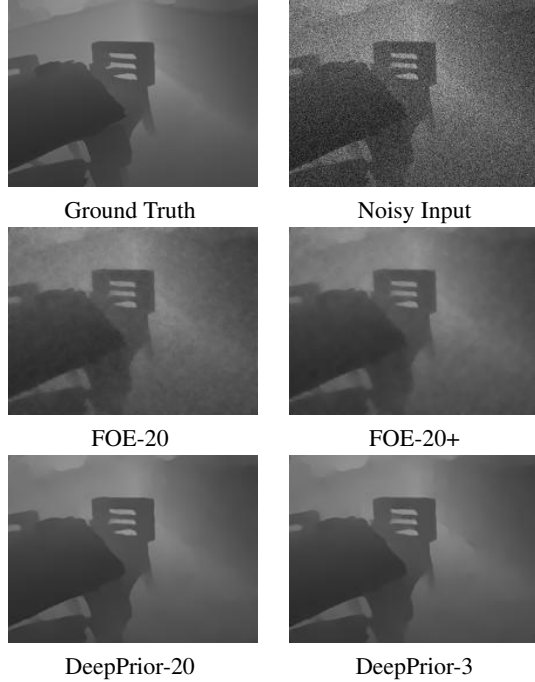 Ground Truth
Noisy Input
FOE-20
FOE-20+
DeepPrior-20
DeepPrior-3